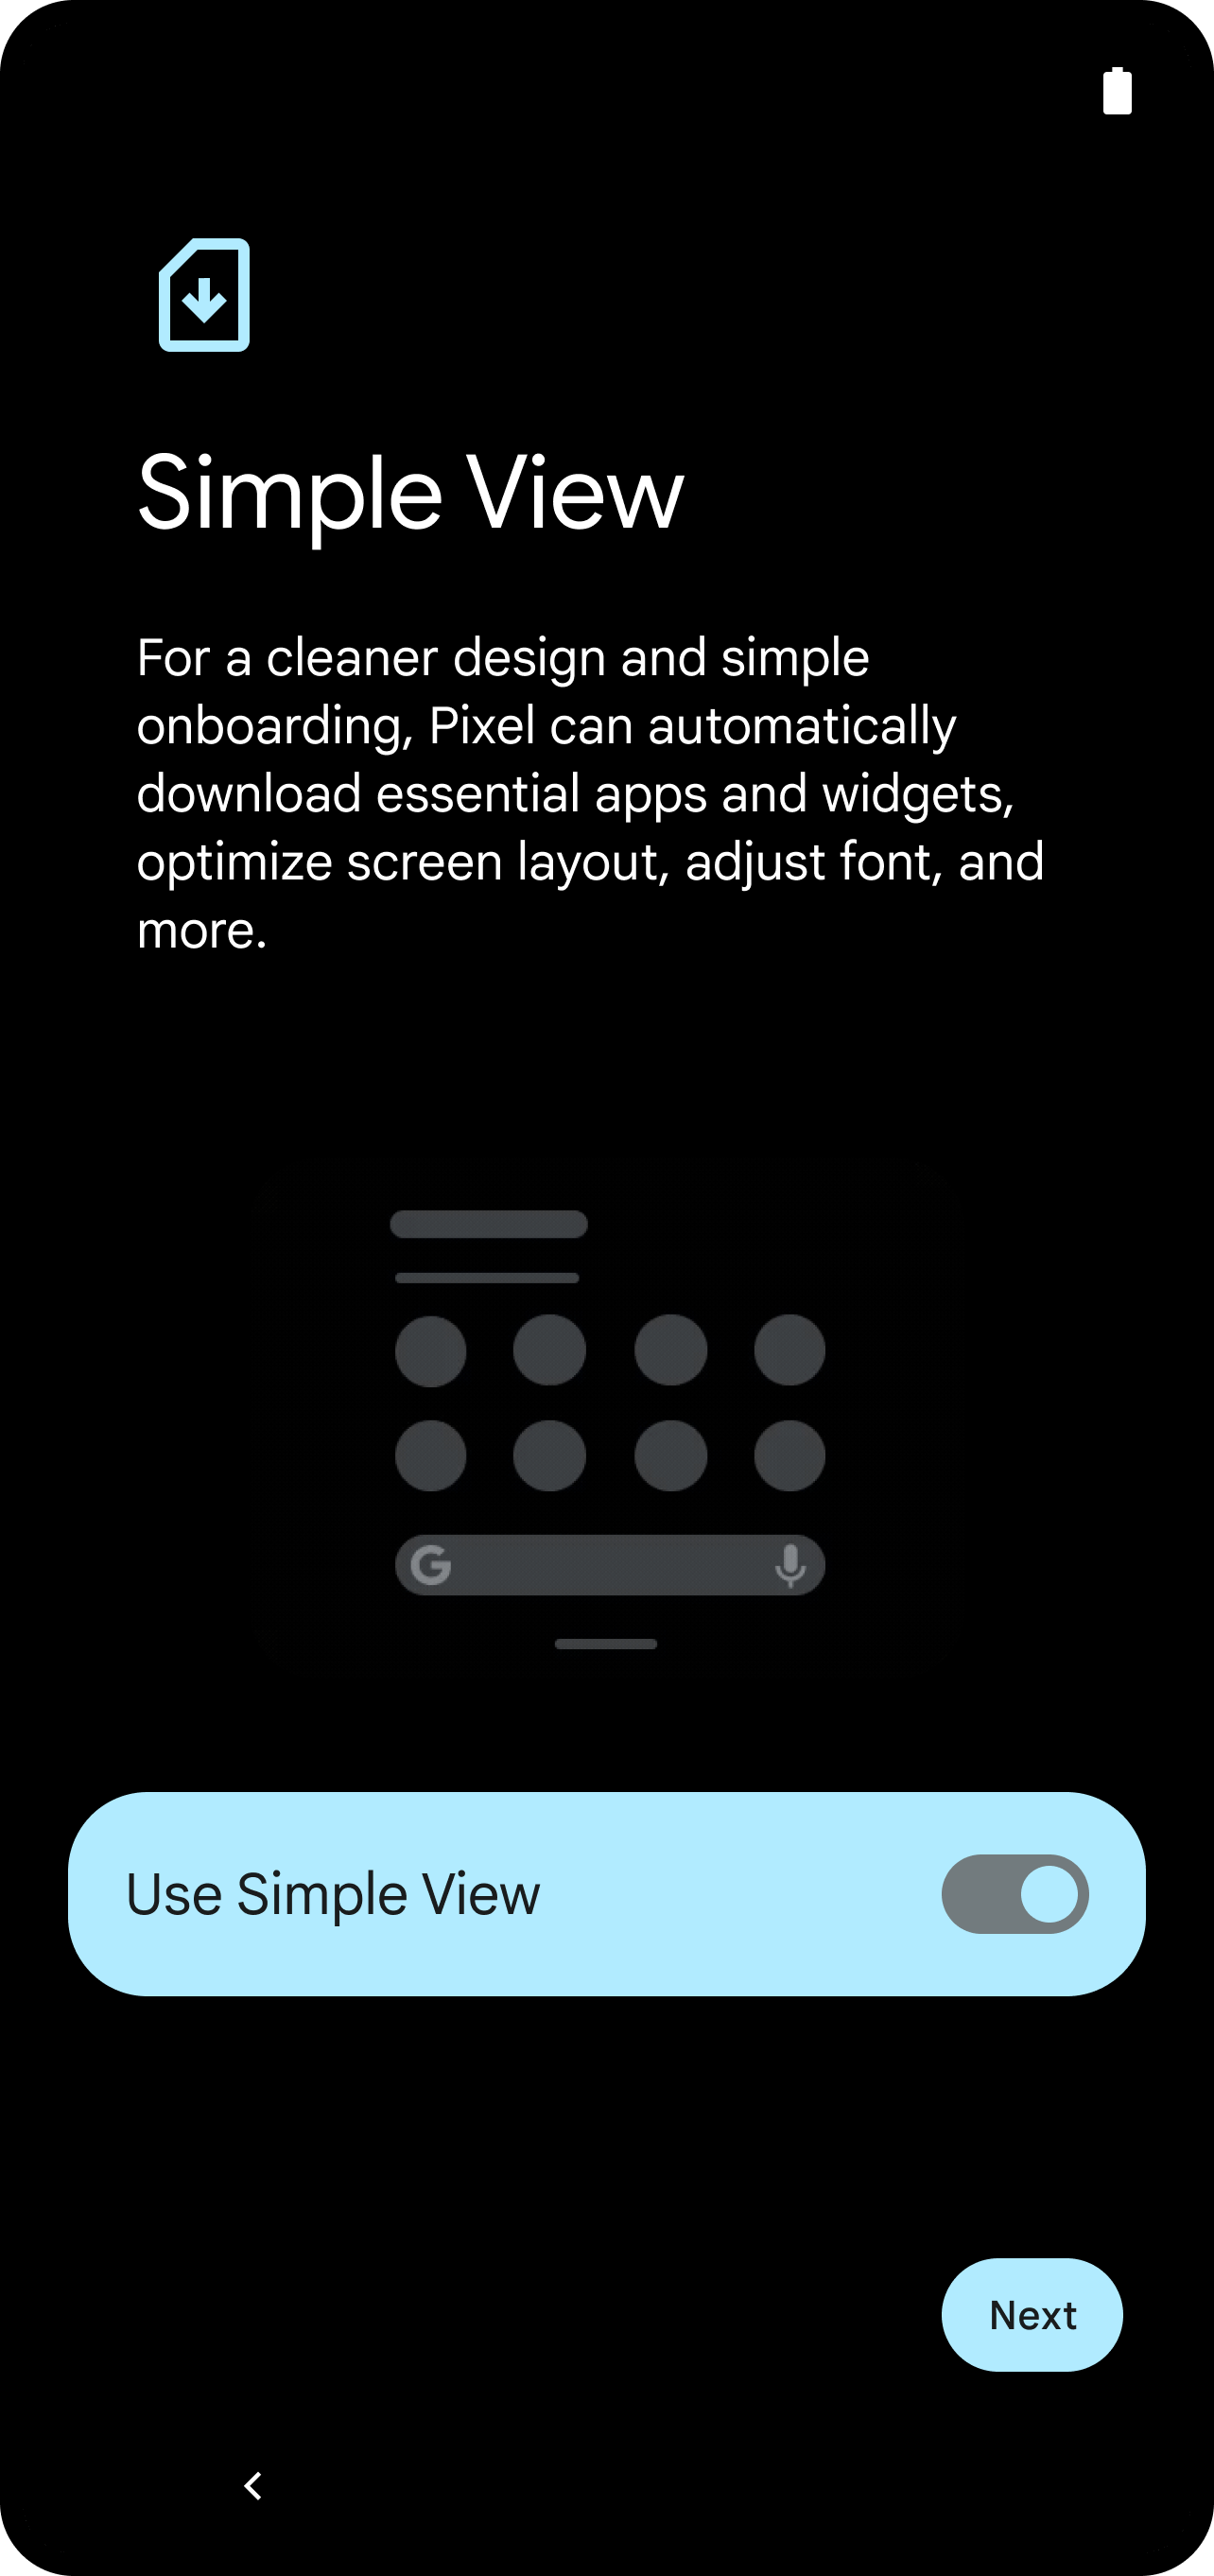 Simple View
For a cleaner design and simple
onboarding, Pixel can automatically
download essential apps and widgets,
optimize screen layout, adjust font, and
more.
G
Use Simple View
Next